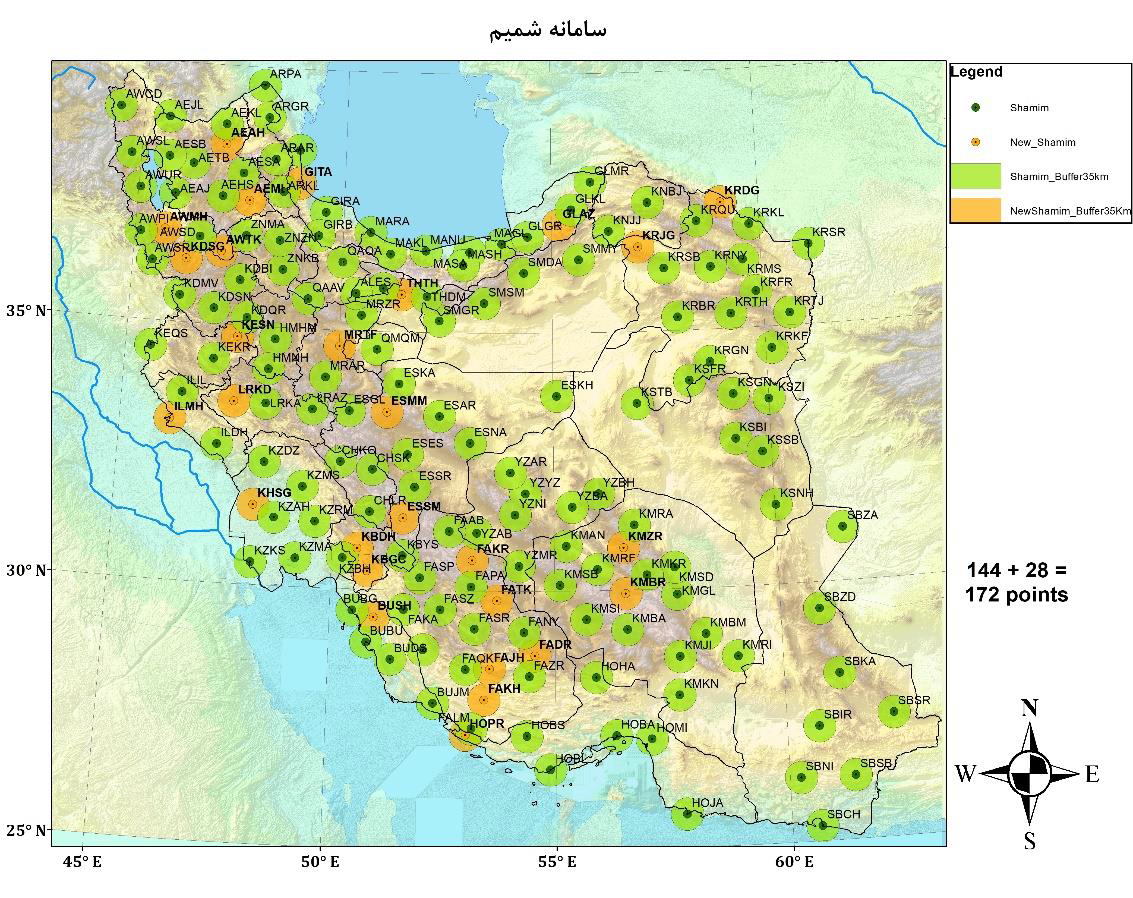 سامانه شمیم
Legend
Shamim
New_Shamim
Shamim_Buffer35km
NewShamim_Buffer35Km
ARPA
AWCD
AEJL
ARGR
AEKL
AEAH
AWSL
AESB
ARAR
AETB
AESA
GITA
AWUR
AEAJ
AEHS
ARKL
GIRA
AWMH
AWSD
ZNMA
ZNZN
GIRB
MARA
KDSG
AWTK
MAKL
MANU
MASA
MASH
MAGL
GLGR
GLAZ
GLKL
GLMR
KNBJ
KRDG
KRQU
KRKL
KNJJ
KRJG
KRSR
ZNKB
QAQA
KDBI
KDMV
KDSN
QAAV
ALES
THTH
THDM
SMSM
SMDA
SMMY
KRSB
KRNY
KRMS
KRFR
KDQR
MRZR
SMGR
KRBR
KRTH
KRTJ
KEQS
KESN
HMHM
KEKR
MRTF
QMQM
KRKF
HMNH
MRAR
KRGN
KSFR
ILIL
LRKD
ESKA
ESKH
KSTB
KSGN
KSZI
ILMH
LRKA
LRAZ
ESGL
ESMM
ESAR
ILDH
ESNA
KSBI
KSSB
KZDZ
CHKO
CHSK
ESES
YZAR
KZMS
ESSR
YZYZ
YZBH
YZBA
KSNH
KHSG
KZAH
KZRM
CHLR
ESSM
YZNI
KMRA
SBZA
FAAB
YZAB
KBDH
KBYS
FAKR
KMAN
KMZR
KZKS
KZMA
KZBH
KBGC
FASP
YZMR
KMRF
KMKR
KMSD
FAPA
KMSB
KMBR
KMGL
FATK
SBZD
BUBG
BUSH
FASZ
FAKA
KMSI
BUBU
FASR
FANY
KMBA
KMBM
BUDS
FADR
KMJI
KMRI
FAQK
FAJH
FAZR
HOHA
SBKA
BUJM
FAKH
KMKN
SBSR
FALM
HOPR
HOBS
HOBA
HOMI
SBIR
HOBL
SBNI
SBSB
HOJA
SBCH
144 + 28 =
172 points
N
W
E
S
35° N
30° N
25° N
45° E
50° E
55° E
60° E